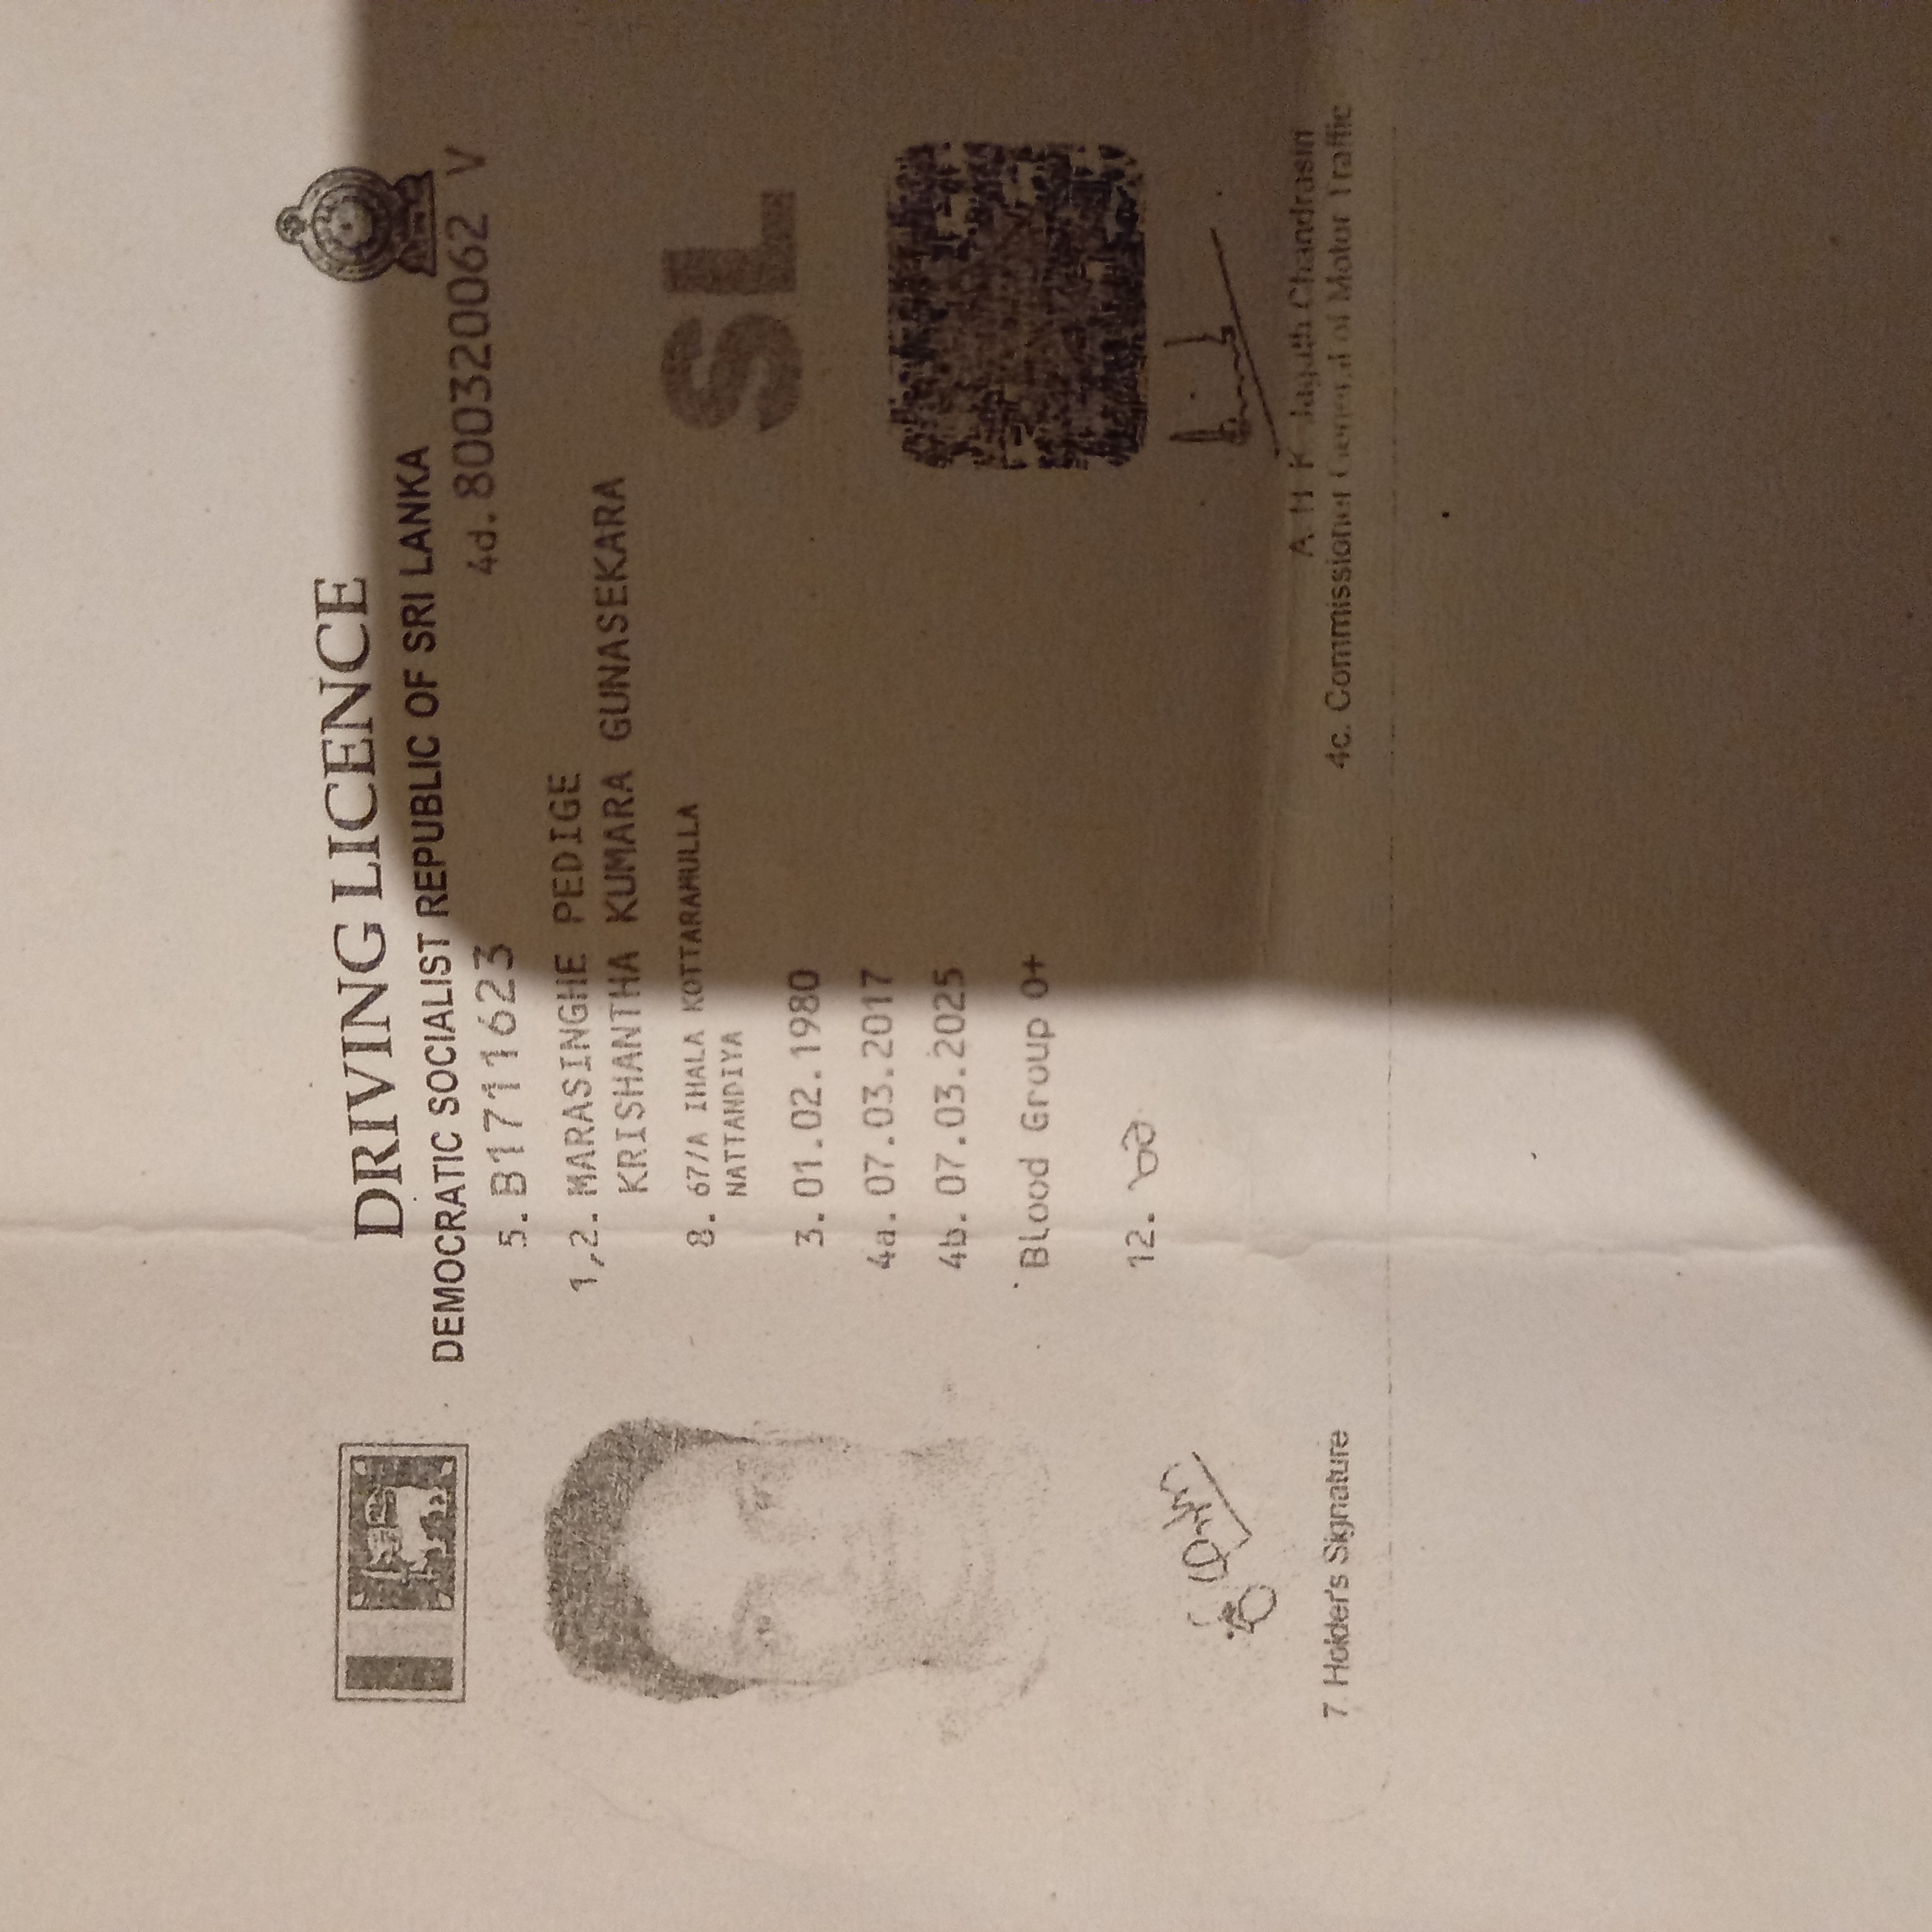 DRIVING LICENCE
DEMOCRATIC SOCIALIST REPUBLIC OF SRI LANKA
5. B1711623
4d. 800320062 V
1,2. MARASINGHE PEDIGE
KRISHANTHA KUMARA GUNASEKARA
8. 67/A IHALA KOTTARAMULLA
NATTANDIYA
SL
3. 01.02.1980
4a. 07.03.2017
4b. 07.03.2025
Blood Group O+
12.
A H K Jagath Chandrasiri
7 Holder's Signature
4c. Commissioner General of Motor Traffic